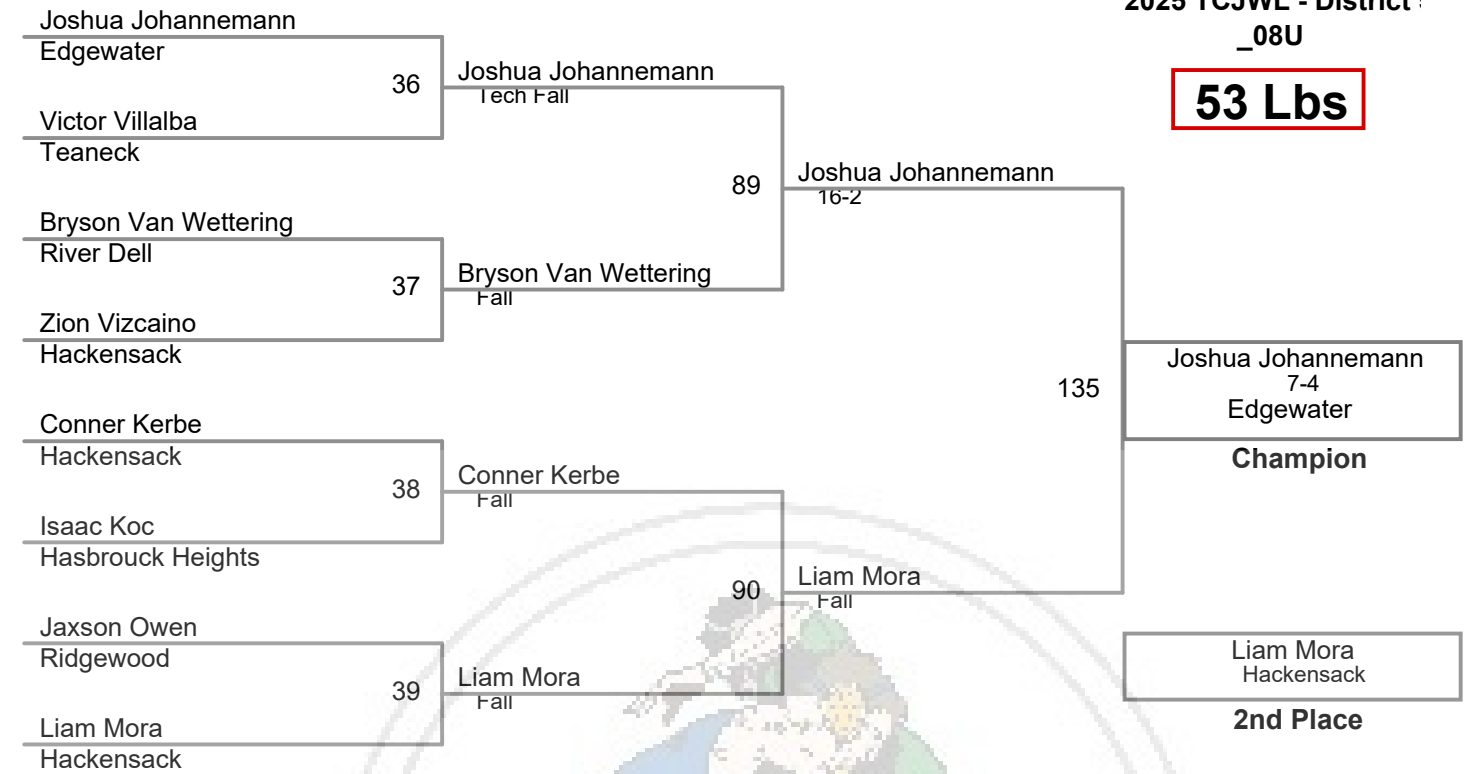 2025 TCJWL - District
_08U
53 Lbs
Joshua Johannemann
Edgewater
36
Victor Villalba
Teaneck
Bryson Van Wettering
River Dell
37
Zion Vizcaino
Hackensack
Conner Kerbe
Hackensack
38
Isaac Koc
Hasbrouck Heights
Jaxson Owen
Ridgewood
39
Liam Mora
Hackensack
Joshua Johannemann
Tech Fall
89
Bryson Van Wettering
Fall
Conner Kerbe
Fall
90
Liam Mora
Fall
Joshua Johannemann
16-2
135
Liam Mora
Fall
Joshua Johannemann
7-4
Edgewater
Champion
Liam Mora
Hackensack
2nd Place